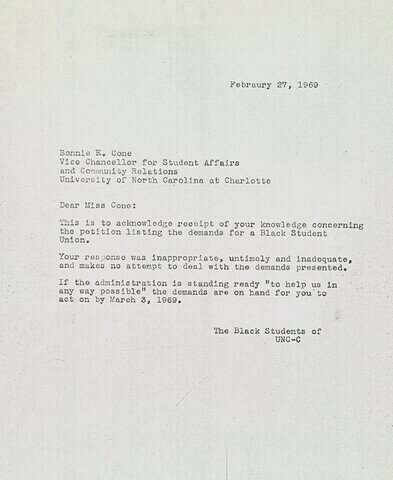 Febraury 27, 1969
Bonnie E. Cone
Vice Chancellor for Student Affairs
and Community Relations
University of North Carolina at Charlotte
Dear Miss Cone:
This is to acknowledge receipt of your knowledge concerning
the petition listing the demands for a Black Student
Union.
Your response was inappropriate, untimely and inadequate,
and makes no attempt to deal with the demands presented.
If the administration is standing ready "to help us in
any way possible" the demands are on hand for you to
act on by March 3, 1969.
The Black Students of
UNC-C